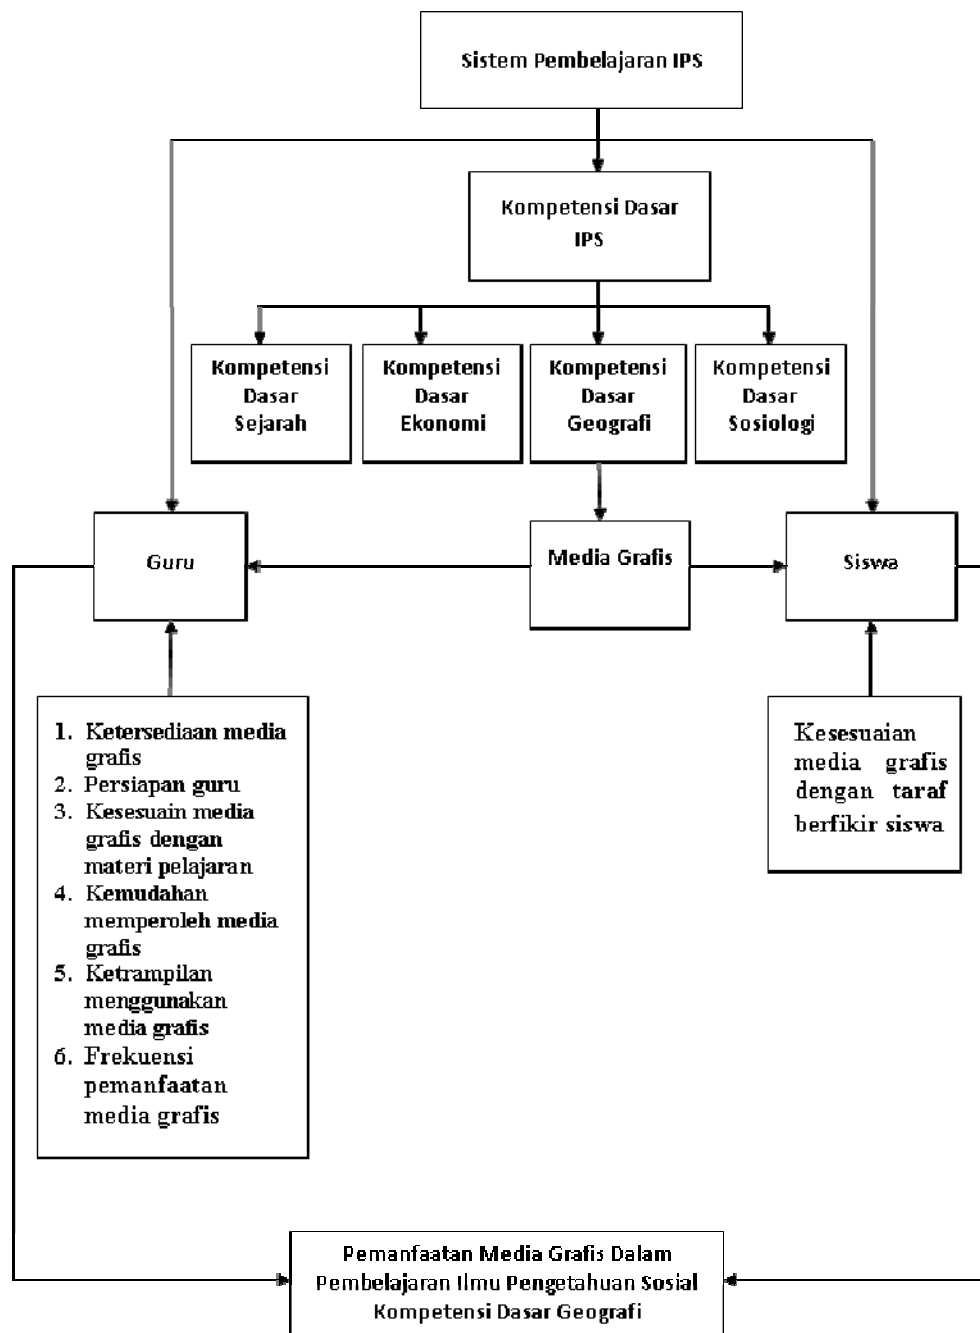 Sistem Pembelajaran IPS
Kompetensi Dasar
IPS
Kompetensi
Dasar
Sejarah
Kompetensi
Dasar
Ekonomi
Kompetensi
Dasar
Geografi
Kompetensi
Dasar
Sosiologi
Guru
Media Grafis
Siswa
1. Ketersediaan media
grafis
2. Persiapan guru
3. Kesesuain media
grafis dengan
materi pelajaran
4. Kemudahan
memperoleh media
grafis
5. Ketrampilan
menggunakan
media grafis
6. Frekuensi
pemanfaatan
media grafis
Kesesuaian
media grafis
dengan taraf
berfikir siswa
Pemanfaatan Media Grafis Dalam
Pembelajaran Ilmu Pengetahuan Sosial
Kompetensi Dasar Geografi